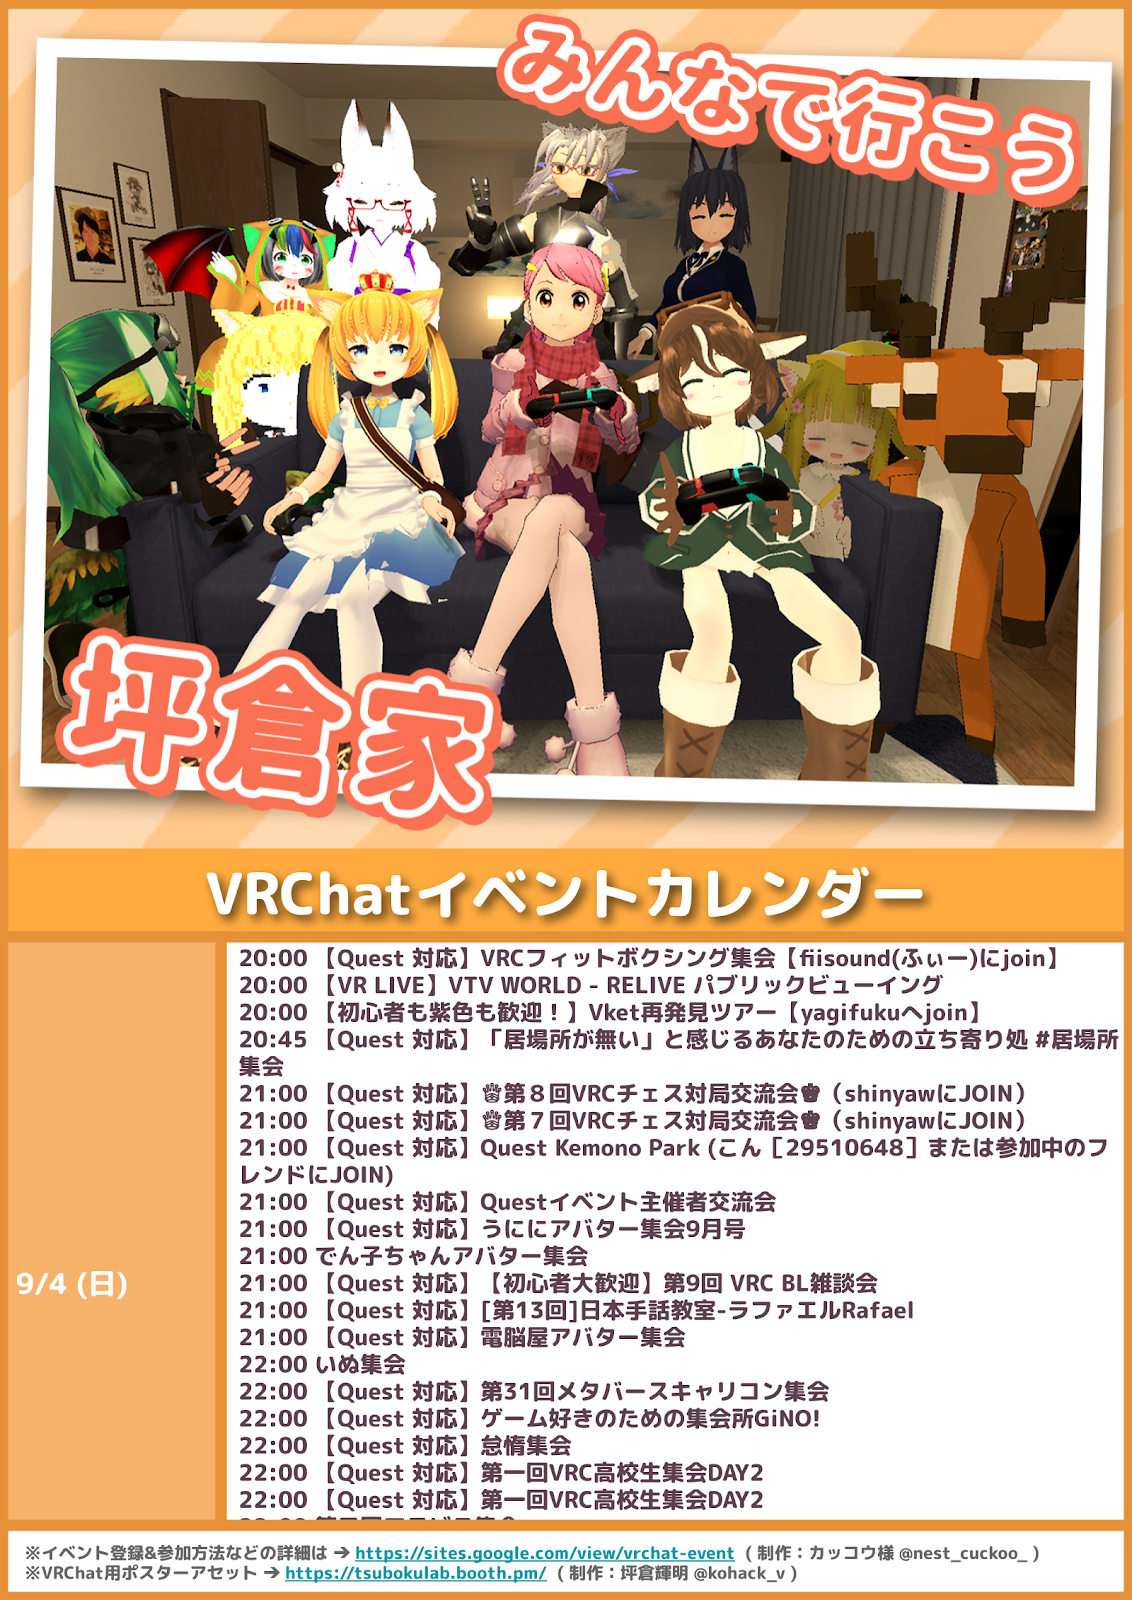 みんなで行こう
坪倉家
VRChatイベントカレンダー
9/4 (日)
20:00 【Quest 対応】VRCフィットボクシング集会【fiisound(ふぃー)にjoin】
20:00 【VR LIVE】VTV WORLD - RELIVE パブリックビューイング
20:00 【初心者も紫色も歓迎！】Vket再発見ツアー【yagifukuへjoin】
20:45 【Quest 対応】「居場所が無い」と感じるあなたのための立ち寄り処 #居場所
集会
21:00 【Quest 対応】♕第８回VRCチェス対局交流会♚（shinyawにJOIN）
21:00 【Quest 対応】♕第７回VRCチェス対局交流会♚（shinyawにJOIN）
21:00 【Quest 対応】Quest Kemono Park (こん［29510648］または参加中のフ
レンドにJOIN)
21:00 【Quest 対応】Questイベント主催者交流会
21:00 【Quest 対応】うににアバター集会9月号
21:00 でん子ちゃんアバター集会
21:00 【Quest 対応】【初心者大歓迎】第9回 VRC BL雑談会
21:00 【Quest 対応】[第13回]日本手話教室-ラファエルRafael
21:00 【Quest 対応】電脳屋アバター集会
22:00 いぬ集会
22:00 【Quest 対応】第31回メタバースキャリコン集会
22:00 【Quest 対応】ゲーム好きのための集会所GiNO!
22:00 【Quest 対応】怠惰集会
22:00 【Quest 対応】第一回VRC高校生集会DAY2
22:00 【Quest 対応】第一回VRC高校生集会DAY2
※イベント登録&参加方法などの詳細は ➔ https://sites.google.com/view/vrchat-event ( 制作：カッコウ様 @nest_cuckoo_ )
※VRChat用ポスターアセット ➔ https://tsubokulab.booth.pm/ ( 制作：坪倉輝明 @kohack_v )